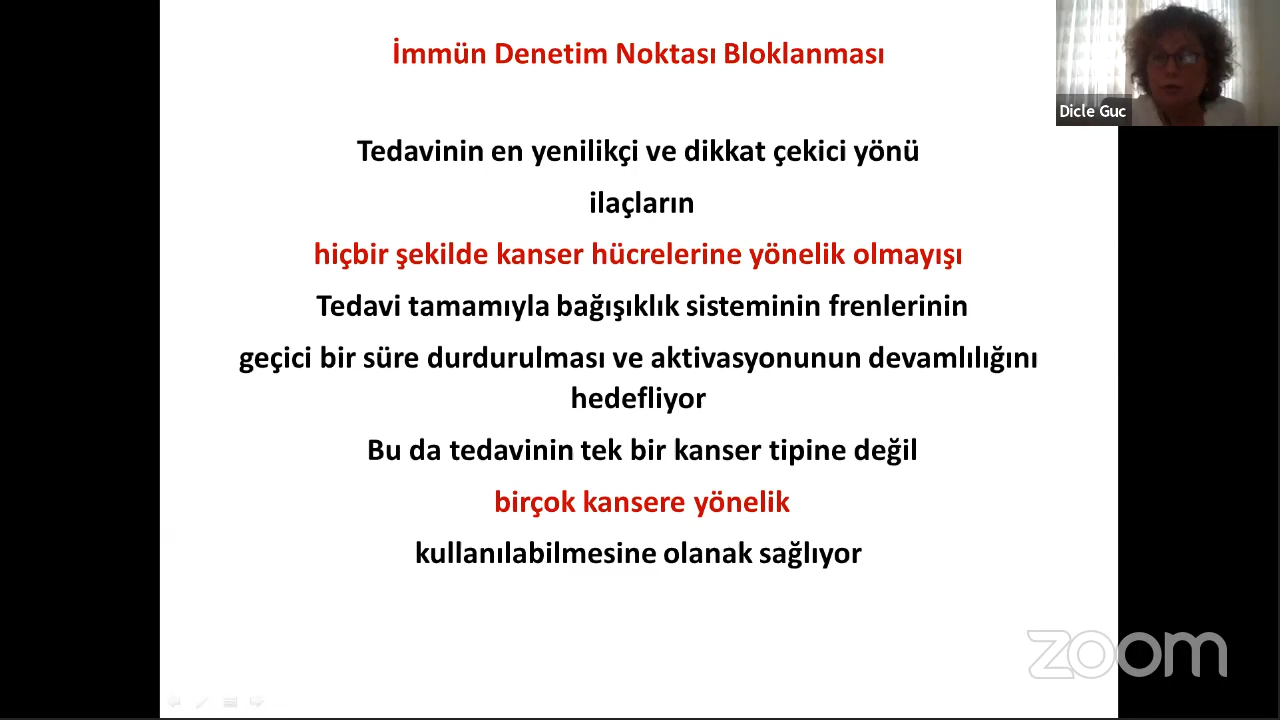 İmmün Denetim Noktası Bloklanması
Dicle Guc
Tedavinin en yenilikçi ve dikkat çekici yönü
ilaçların
hiçbir şekilde kanser hücrelerine yönelik olmayışı
Tedavi tamamıyla bağışıklık sisteminin frenlerinin
geçici bir süre durdurulması ve aktivasyonunun devamlılığını
hedefliyor
Bu da tedavinin tek bir kanser tipine değil
birçok kansere yönelik
kullanılabilmesine olanak sağlıyor
zoom